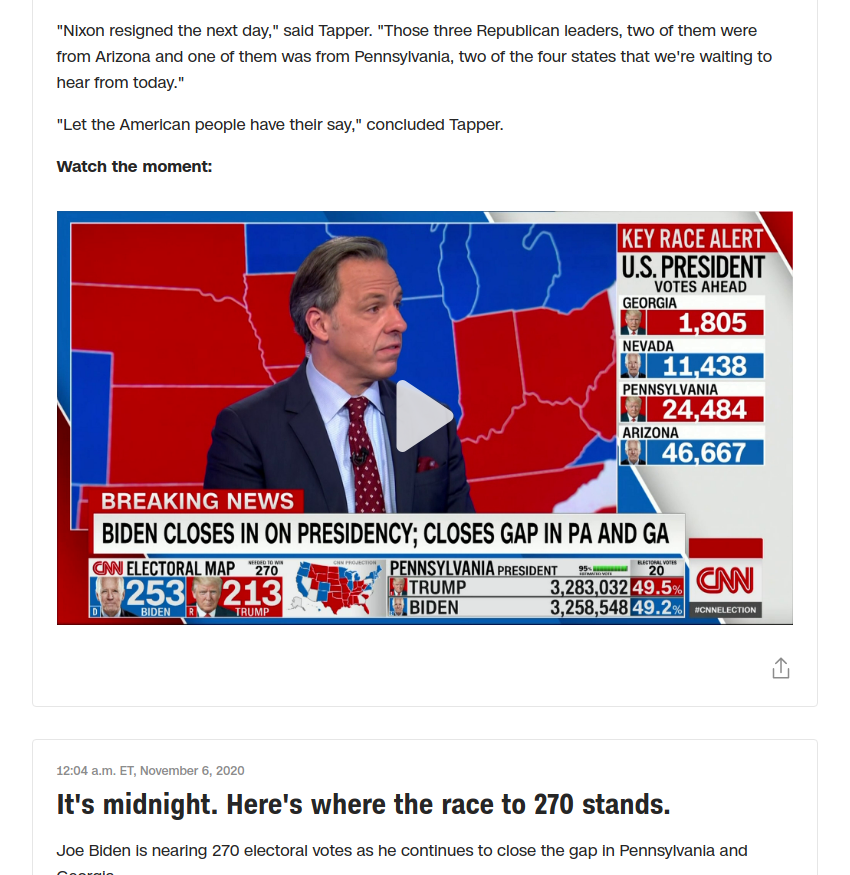 "Nixon resigned the next day," said Tapper. "Those three Republican leaders, two of them were
from Arizona and one of them was from Pennsylvania, two of the four states that we're waiting to
hear from today."
"Let the American people have their say," concluded Tapper.
Watch the moment:
KEY RACE ALERT
U.S. PRESIDENT
VOTES AHEAD
GEORGIA
1,805
NEVADA
11,438
PENNSYLVANIA
24,484
ARIZONA
46,667
BREAKING NEWS
BIDEN CLOSES IN ON PRESIDENCY; CLOSES GAP IN PA AND GA
CNN ELECTORAL MAP
NEEDED TO WIN
270
D
253
BIDEN
R
213
TRUMP
CNN PROJECTION
PENNSYLVANIA PRESIDENT
95%
ESTIMATED VOTE
ELECTORAL VOTES
20
TRUMP 3,283,032 49.5%
BIDEN 3,258,548 49.2%
CNN
#CNNELECTION
12:04 a.m. ET, November 6, 2020
It's midnight. Here's where the race to 270 stands.
Joe Biden is nearing 270 electoral votes as he continues to close the gap in Pennsylvania and
Georgia